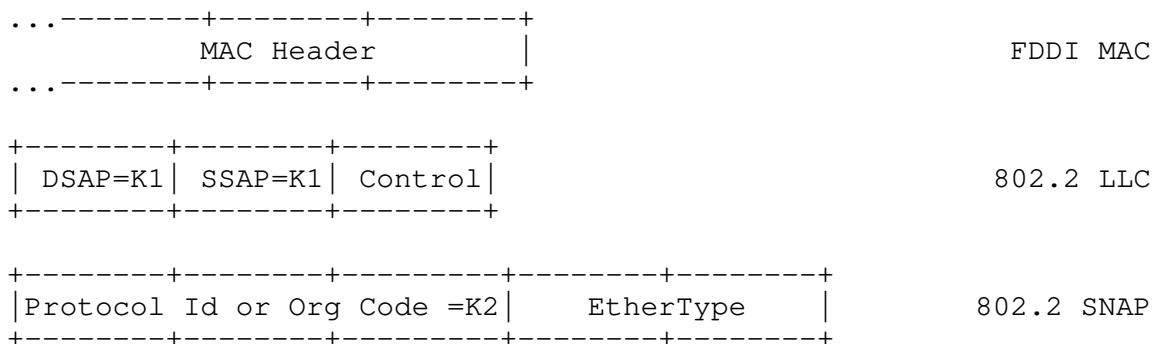 ...--------+--------+--------+
MAC Header | FDDI MAC
...--------+--------+--------+
+--------+--------+--------+
| DSAP=K1| SSAP=K1| Control| 802.2 LLC
+--------+--------+--------+
+--------+--------+---------+--------+--------+
|Protocol Id or Org Code =K2| EtherType | 802.2 SNAP
+--------+--------+---------+--------+--------+